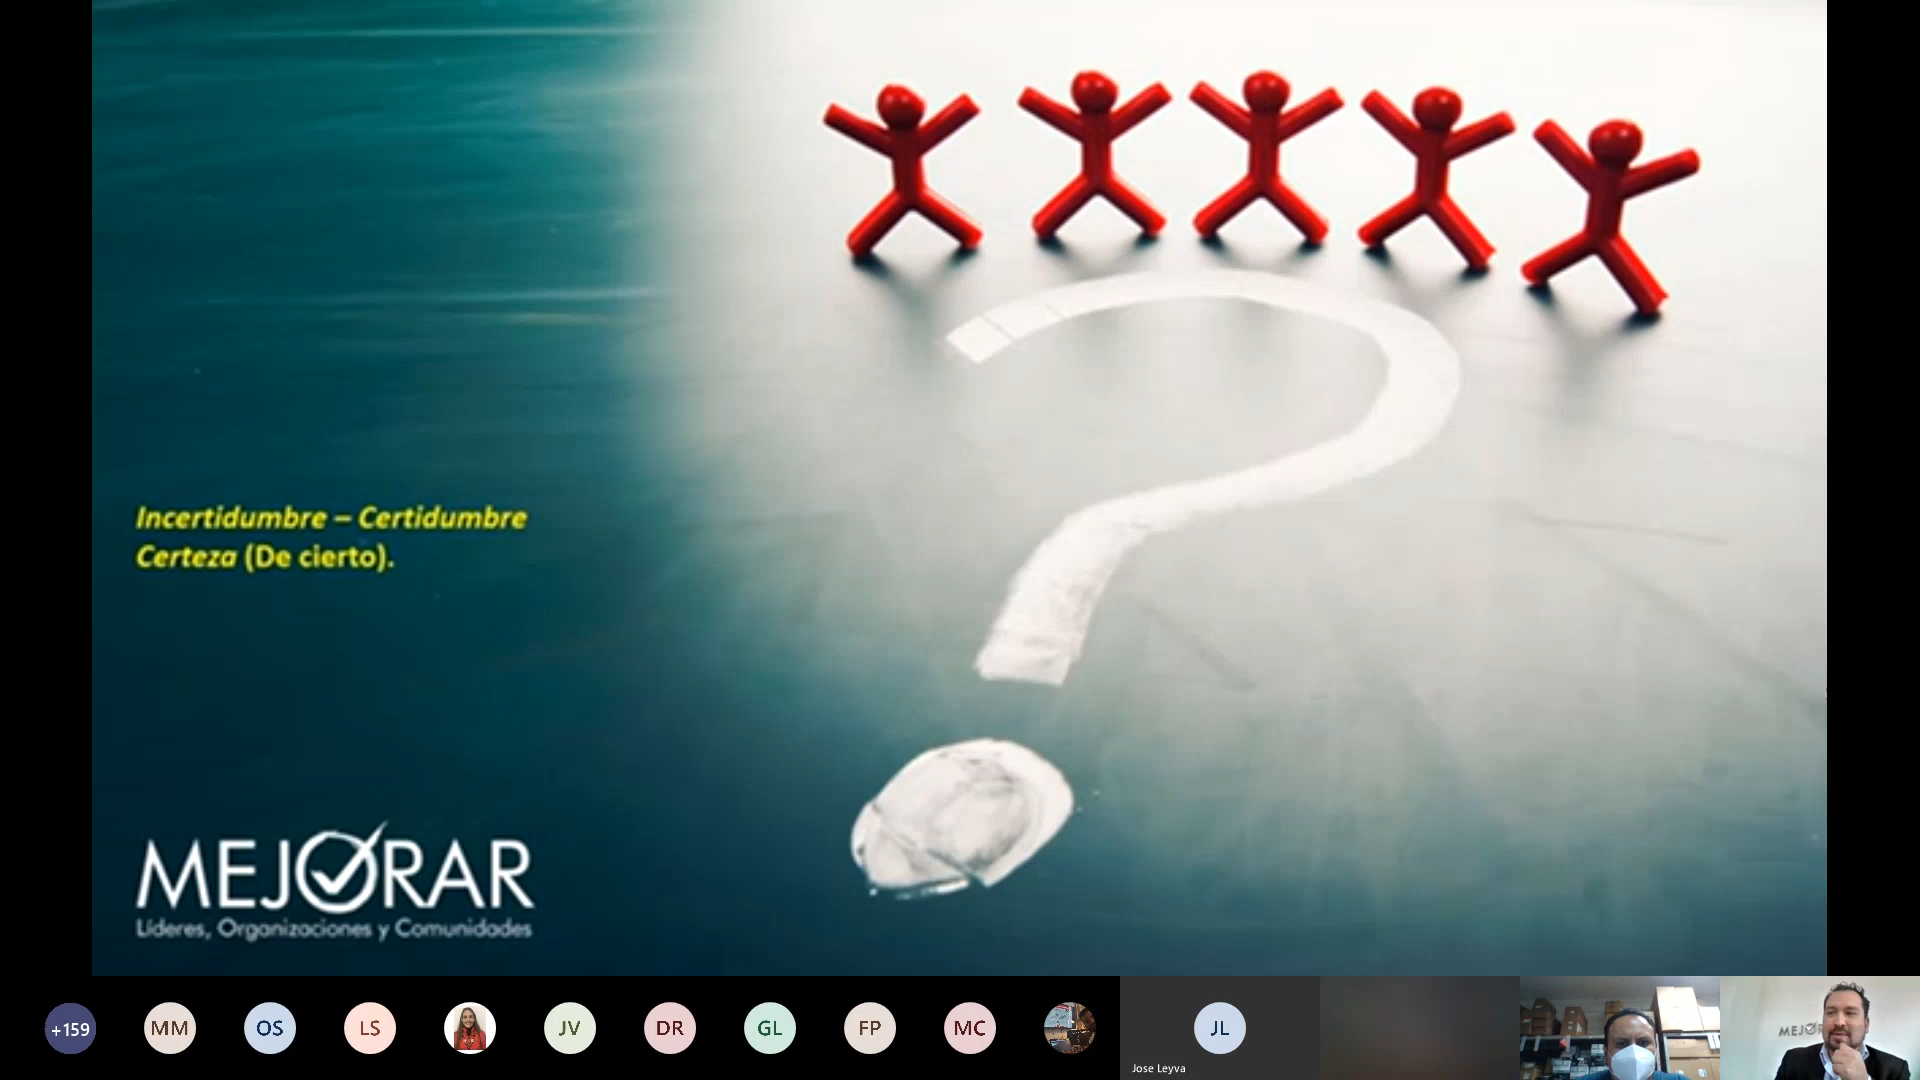 Incertidumbre – Certidumbre
Certeza (De cierto).
MEJORAR
Líderes, Organizaciones y Comunidades
+159
MM
OS
LS
JV
DR
GL
FP
MC
JL
Jose Leyva